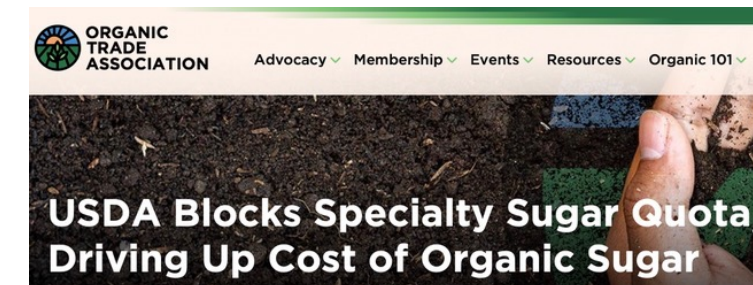 ORGANIC
TRADE
ASSOCIATION
Advocacy Membership Events Resources Organic 101
USDA Blocks Specialty Sugar Quota
Driving Up Cost of Organic Sugar